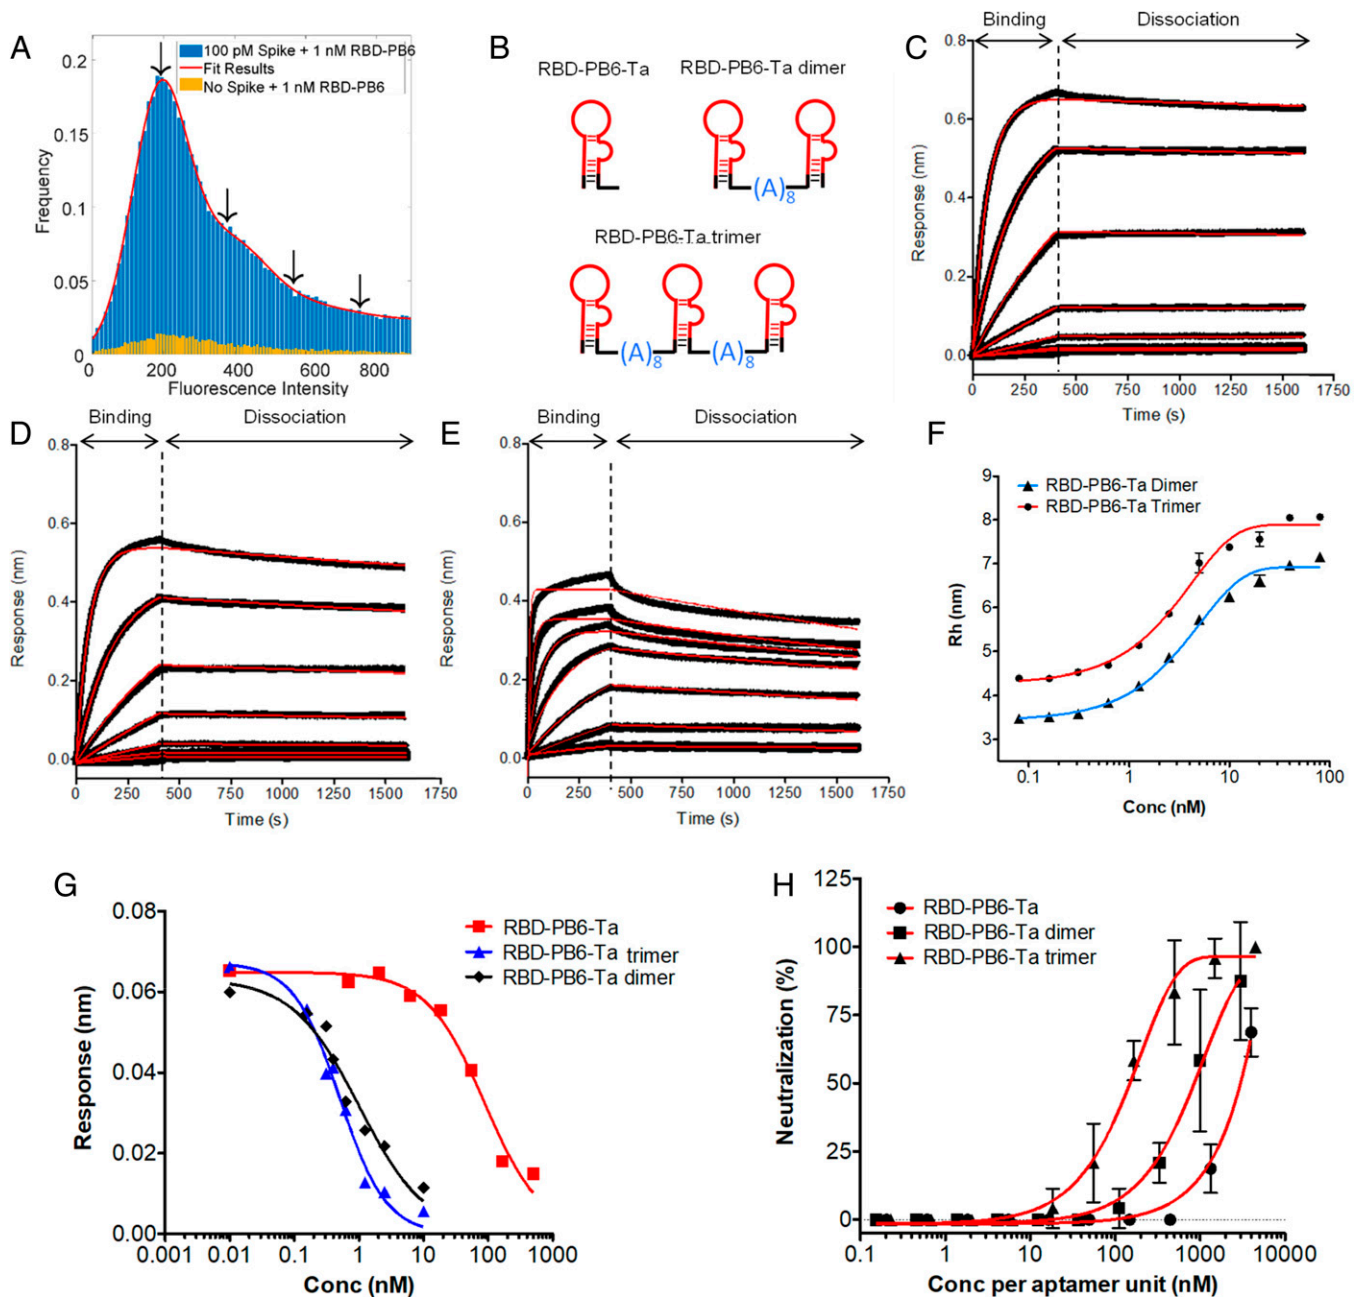 A
100 pM Spike + 1 nM RBD-PB6
Fit Results
No Spike + 1 nM RBD-PB6
0.2
0.15
0.1
0.05
0
Frequency
0 200 400 600 800
Fluorescence Intensity
B
RBD-PB6-Ta
RBD-PB6-Ta dimer
(A)8
RBD-PB6-Ta trimer
(A)8 (A)8
C
Binding Dissociation
0.8
0.6
0.4
0.2
0.0
Response (nm)
0 250 500 750 1000 1250 1500 1750
Time (s)
D
Binding Dissociation
0.8
0.6
0.4
0.2
0.0
Response (nm)
0 250 500 750 1000 1250 1500 1750
Time (s)
E
Binding Dissociation
0.8
0.6
0.4
0.2
0.0
Response (nm)
0 250 500 750 1000 1250 1500 1750
Time (s)
F
RBD-PB6-Ta Dimer
RBD-PB6-Ta Trimer
9
8
7
6
5
4
3
Rh (nm)
0.1 1 10 100
Conc (nM)
G
RBD-PB6-Ta
RBD-PB6-Ta trimer
RBD-PB6-Ta dimer
0.08
0.06
0.04
0.02
0.00
Response (nm)
0.001 0.01 0.1 1 10 100 1000
Conc (nM)
H
RBD-PB6-Ta
RBD-PB6-Ta dimer
RBD-PB6-Ta trimer
125
100
75
50
25
0
Neutralization (%)
0.1 1 10 100 1000 10000
Conc per aptamer unit (nM)